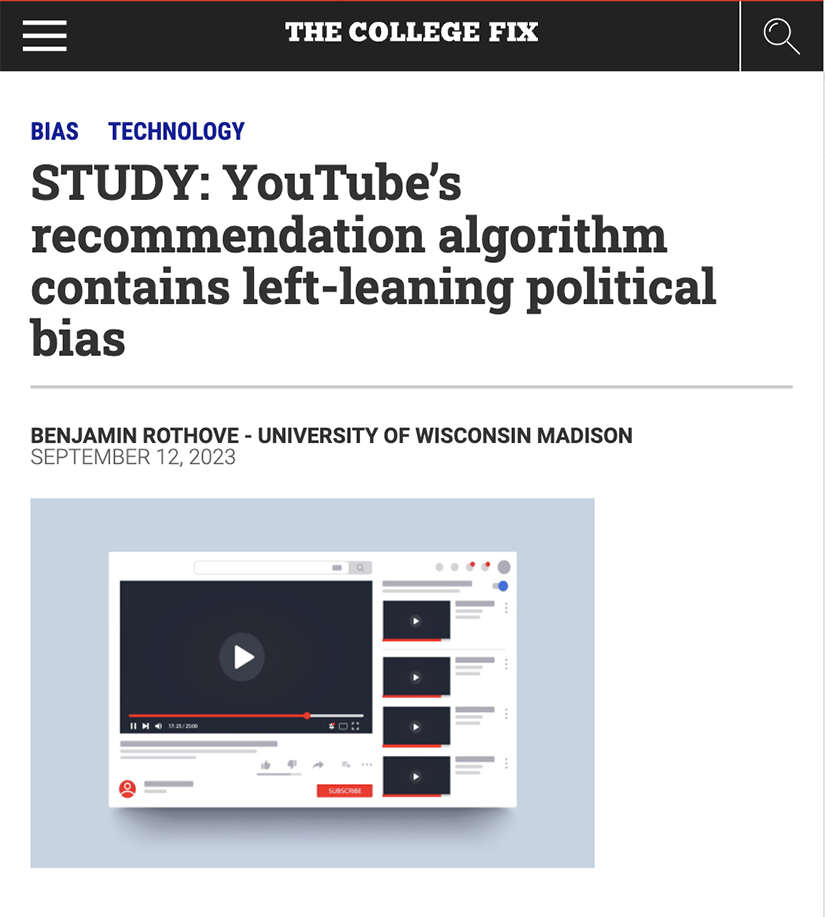 THE COLLEGE FIX
BIAS TECHNOLOGY
STUDY: YouTube’s
recommendation algorithm
contains left-leaning political
bias
BENJAMIN ROTHOVE - UNIVERSITY OF WISCONSIN MADISON
SEPTEMBER 12, 2023
17:25 / 25:00
SUBSCRIBE